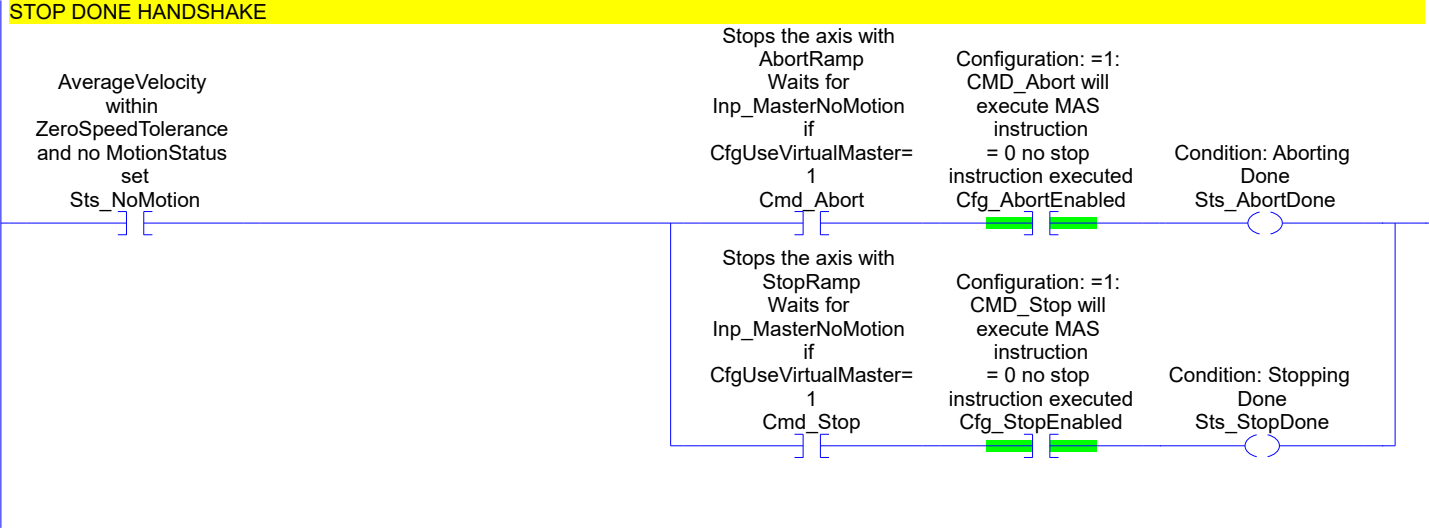 STOP DONE HANDSHAKE
AverageVelocity
within
ZeroSpeedTolerance
and no MotionStatus
set
Sts_NoMotion
Stops the axis with
AbortRamp
Waits for
Inp_MasterNoMotion
if
CfgUseVirtualMaster=
1
Cmd_Abort
Configuration: =1:
CMD_Abort will
execute MAS
instruction
= 0 no stop
instruction executed
Cfg_AbortEnabled
Condition: Aborting
Done
Sts_AbortDone
Stops the axis with
StopRamp
Waits for
Inp_MasterNoMotion
if
CfgUseVirtualMaster=
1
Cmd_Stop
Configuration: =1:
CMD_Stop will
execute MAS
instruction
= 0 no stop
instruction executed
Cfg_StopEnabled
Condition: Stopping
Done
Sts_StopDone